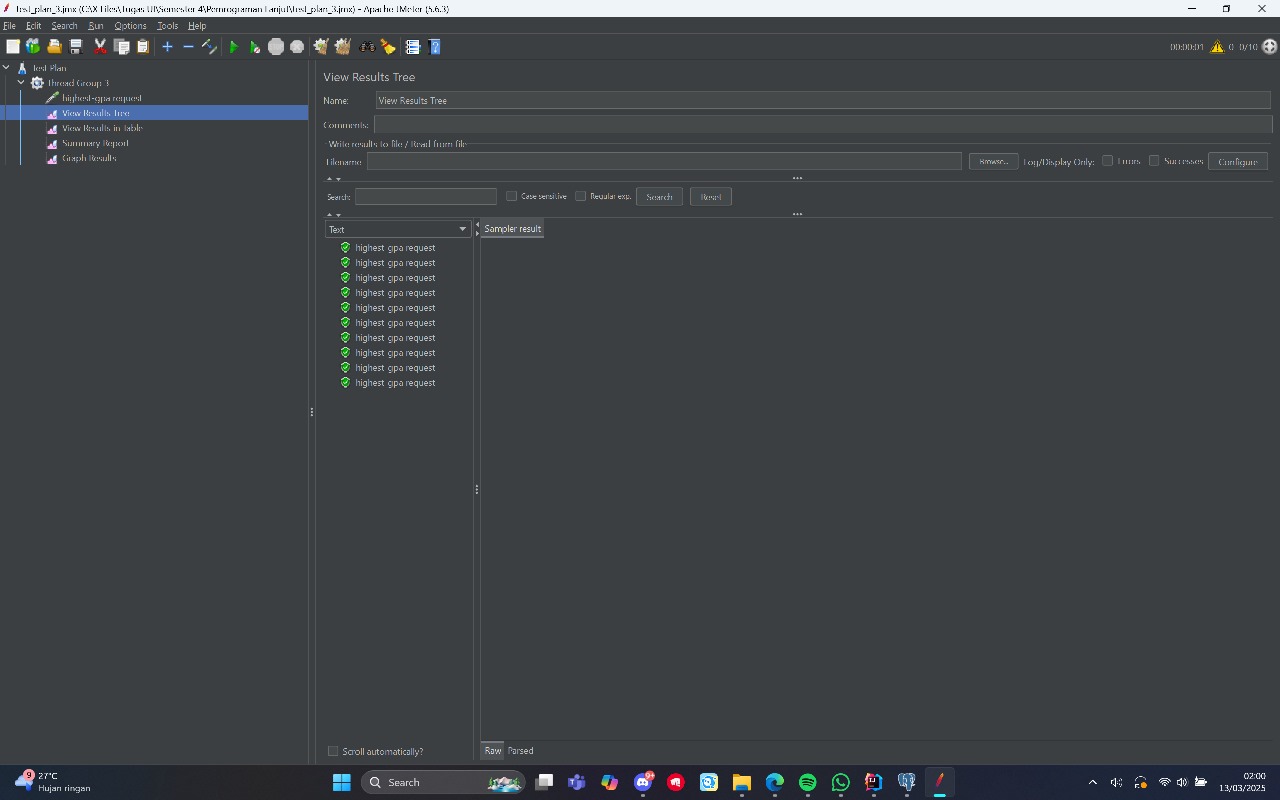 test_plan_3.jmx (C:\X Files\Tugas UI\Semester 4\Pemrograman Lanjut\test_plan_3.jmx) - Apache JMeter (5.6.3)
File Edit Search Run Options Tools Help
00:00:01 0 0/10
Test Plan
Thread Group 3
highest-gpa request
View Results Tree
View Results in Table
Summary Report
Graph Results
View Results Tree
Name: View Results Tree
Comments:
Write results to file / Read from file
Filename Browse... Log/Display Only: Errors Successes Configure
Search: Case sensitive Regular exp. Search Reset
Text
Sampler result
highest gpa request
highest gpa request
highest gpa request
highest gpa request
highest gpa request
highest gpa request
highest gpa request
highest gpa request
highest gpa request
highest gpa request
Scroll automatically?
Raw Parsed
9
27°C
Hujan ringan
Search
9+
02:00
13/03/2025